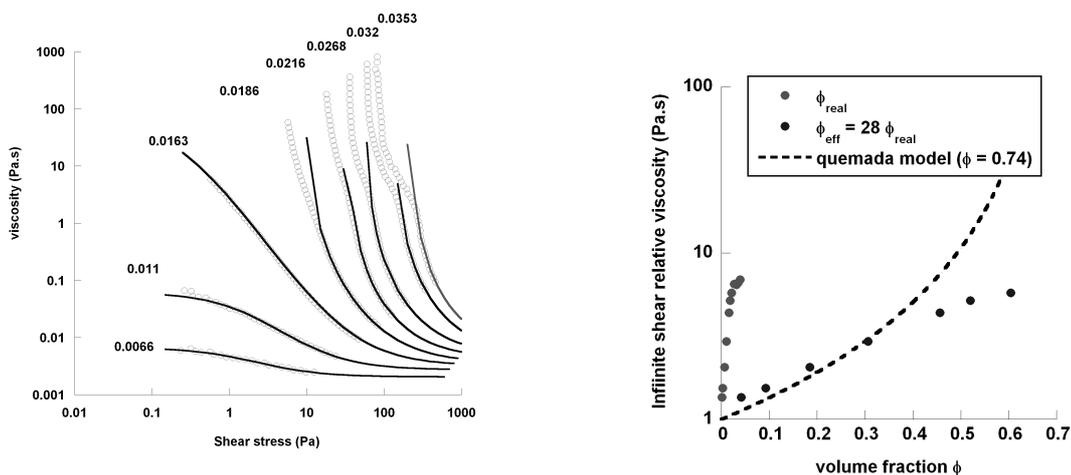 0.0353
0.032
0.0268
0.0216
0.0186
0.0163
0.011
0.0066
1000
100
10
1
0.1
0.01
0.001
0.01 0.1 1 10 100 1000
viscosity (Pa.s)
Shear stress (Pa)
100
10
1
0 0.1 0.2 0.3 0.4 0.5 0.6 0.7
Infiinite shear relative viscosity (Pa.s)
volume fraction ϕ
ϕreal
ϕeff = 28 ϕreal
quemada model (ϕ = 0.74)